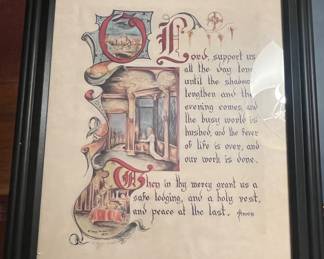 O Lord, support us
all the day long
until the shadows
lengthen and the
evening comes, and
the busy world is
hushed, and the fever
of life is over, and
our work is done.
Then in thy mercy grant us a
safe lodging, and a holy rest,
and peace at the last. Amen